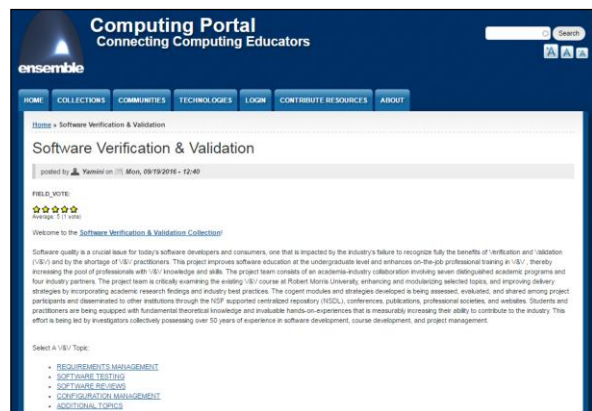 Computing Portal
Connecting Computing Educators
ensemble
Search
A A A
HOME COLLECTIONS COMMUNITIES TECHNOLOGIES LOGIN CONTRIBUTE RESOURCES ABOUT
Home » Software Verification & Validation
Software Verification & Validation
posted by Yamini on Mon, 09/19/2016 - 12:40
FIELD_VOTE:
Average: 5 (1 vote)
Welcome to the Software Verification & Validation Collection!
Software quality is a crucial issue for today's software developers and consumers, one that is impacted by the industry's failure to recognize fully the benefits of Verification and Validation
(V&V) and by the shortage of V&V practitioners. This project improves software education at the undergraduate level and enhances on-the-job professional training in V&V , thereby
increasing the pool of professionals with V&V knowledge and skills. The project team consists of an academia-industry collaboration involving seven distinguished academic programs and
four industry partners. The project team is critically examining the existing V&V course at Robert Morris University, enhancing and modularizing selected topics, and improving delivery
strategies by incorporating academic research findings and industry best practices. The cogent modules and strategies developed is being assessed, evaluated, and shared among project
participants and disseminated to other institutions through the NSF supported centralized repository (NSDL), conferences, publications, professional societies, and websites. Students and
practitioners are being equipped with fundamental theoretical knowledge and invaluable hands-on-experiences that is measurably increasing their ability to contribute to the industry. This
effort is being led by investigators collectively possessing over 50 years of experience in software development, course development, and project management.
Select A V&V Topic:
REQUIREMENTS MANAGEMENT
SOFTWARE TESTING
SOFTWARE REVIEWS
CONFIGURATION MANAGEMENT
ADDITIONAL TOPICS